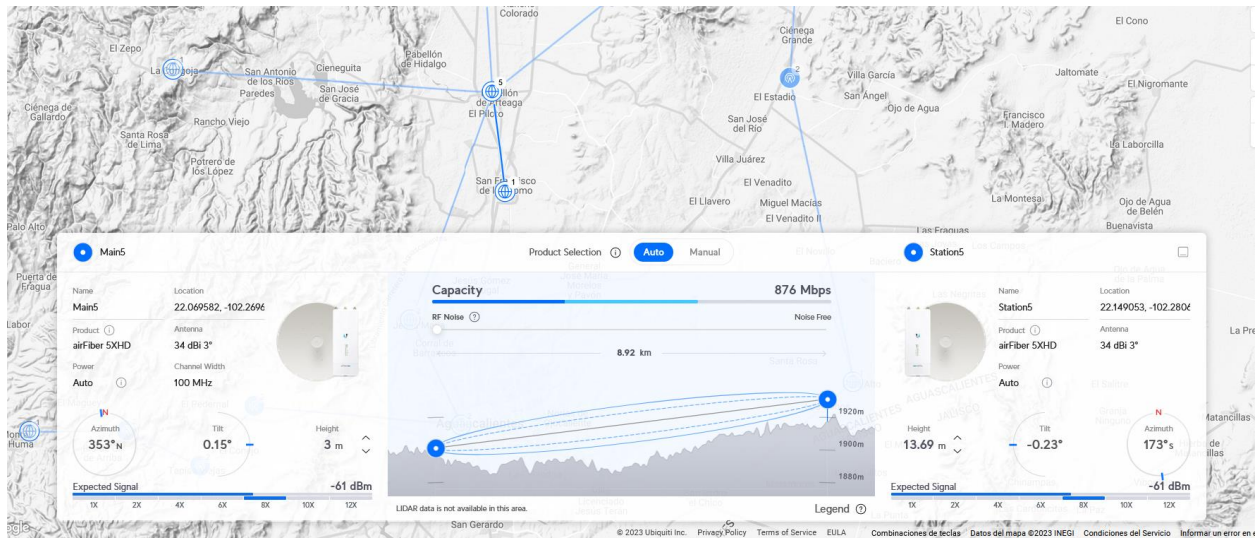 Colorado
El Cono
Ciénega
Grande
El Zepo
Pabellón
de Hidalgo
Cieneguita
San Antonio
de los Ríos
Villa García
Jaltomate
2
5
El Nigromante
Paredes
San José
de Gracia
El Estadio
San Ángel
Ciénega de
Gallardo
Ojo de Agua
El Piloto
Rancho Viejo
San José
del Río
Francisco
I. Madero
Santa Rosa
de Lima
La Laborcilla
Potrero de
los López
Villa Juárez
1
El Venadito
El Llavero
Miguel Macías
La Montesa
Ojo de Agua
de Belén
El Venadito II
Palo Alto
Buenavista
Las Fraguas
Main5
Product Selection
Auto
Manual
Station5
Puerta de
Fragua
Name
Location
Main5
22.069582, -102.2696
Product
Antenna
airFiber 5XHD
34 dBi 3°
Power
Channel Width
Auto
100 MHz
N
Azimuth
353° N
Tilt
0.15°
Height
3 m
Expected Signal
-61 dBm
1X 2X 4X 6X 8X 10X 12X
Capacity
876 Mbps
RF Noise
Noise Free
8.92 km
1920m
1900m
1880m
LIDAR data is not available in this area.
Legend
Name
Location
Station5
22.149053, -102.2806
Product
Antenna
airFiber 5XHD
34 dBi 3°
Power
Auto
Height
13.69 m
Tilt
-0.23°
N
Azimuth
173° s
Expected Signal
-61 dBm
1X 2X 4X 6X 8X 10X 12X
Matancillas
San Gerardo
© 2023 Ubiquiti Inc. Privacy Policy Terms of Service EULA Combinaciones de teclas Datos del mapa ©2023 INEGI Condiciones del Servicio Informar un error en